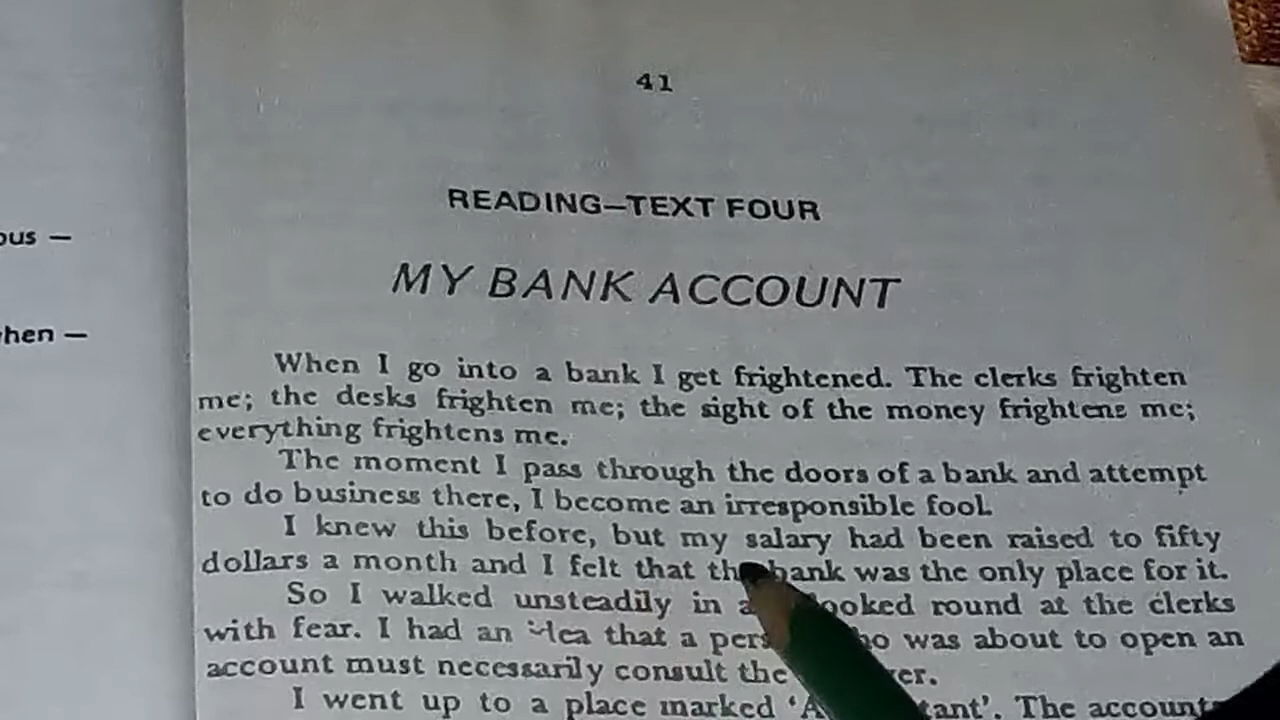 41
READING–TEXT FOUR
MY BANK ACCOUNT
ous –
when –
When I go into a bank I get frightened. The clerks frighten
me; the desks frighten me; the sight of the money frightens me;
everything frightens me.
The moment I pass through the doors of a bank and attempt
to do business there, I become an irresponsible fool.
I knew this before, but my salary had been raised to fifty
dollars a month and I felt that the bank was the only place for it.
So I walked unsteadily in and looked round at the clerks
with fear. I had an idea that a person who was about to open an
account must necessarily consult the
I went up to a place marked ‘Accountant’. The